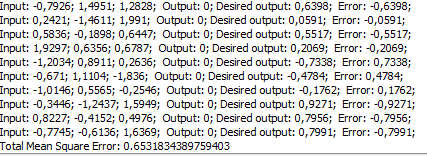 Input: -0,7926; 1,4951; 1,2828; Output: 0; Desired output: 0,6398; Error: -0,6398;
Input: 0,2421; -1,4611; 1,991; Output: 0; Desired output: 0,0591; Error: -0,0591;
Input: 0,5836; -0,1898; 0,6447; Output: 0; Desired output: 0,5517; Error: -0,5517;
Input: 1,9297; 0,6356; 0,6787; Output: 0; Desired output: 0,2069; Error: -0,2069;
Input: -1,2034; 0,8911; 0,2636; Output: 0; Desired output: -0,7338; Error: 0,7338;
Input: -0,671; 1,1104; -1,836; Output: 0; Desired output: -0,4784; Error: 0,4784;
Input: -1,0146; 0,5565; -0,2546; Output: 0; Desired output: -0,1762; Error: 0,1762;
Input: -0,3446; -1,2437; 1,5949; Output: 0; Desired output: 0,9271; Error: -0,9271;
Input: 0,8227; -0,4152; 0,4976; Output: 0; Desired output: 0,7956; Error: -0,7956;
Input: -0,7745; -0,6136; 1,6369; Output: 0; Desired output: 0,7991; Error: -0,7991;
Total Mean Square Error: 0.6531834389759403